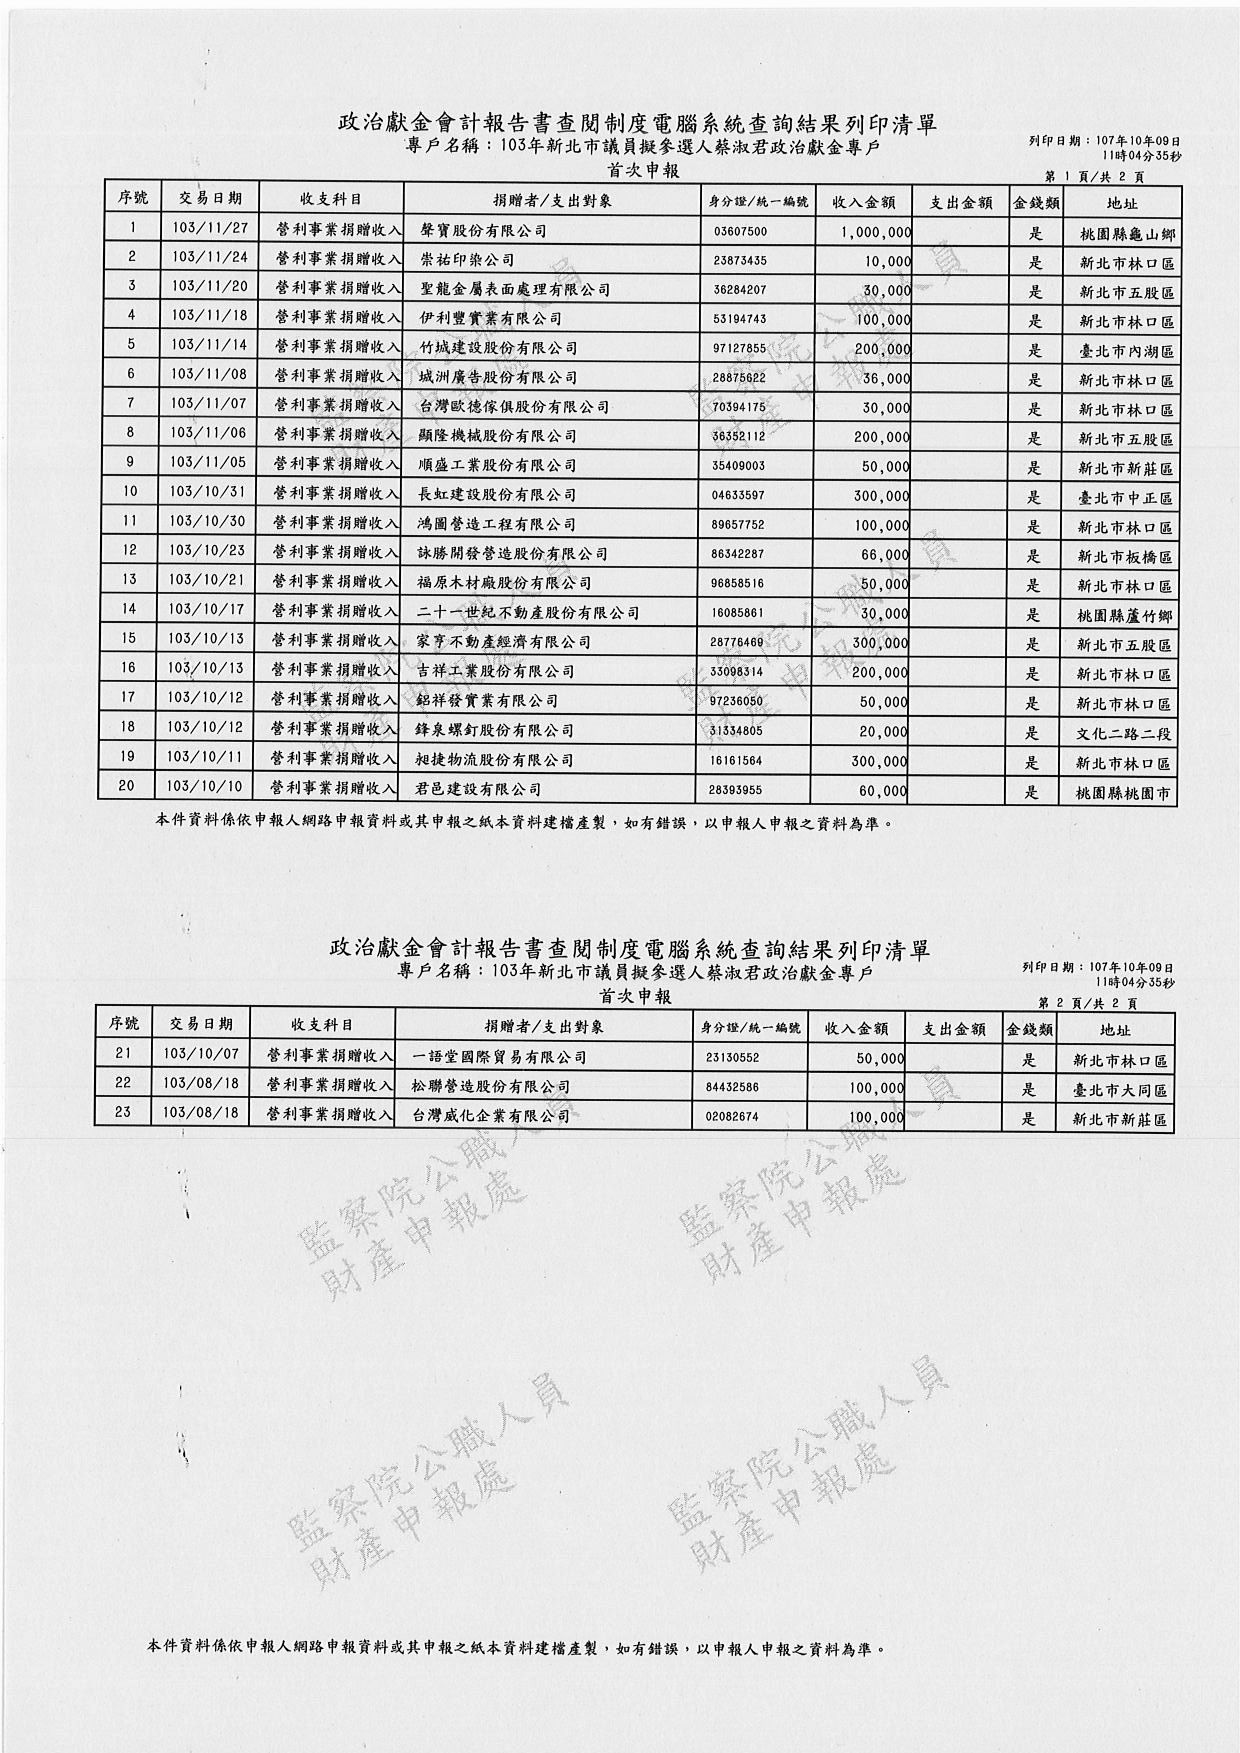 政治獻金會計報告書查閱制度電腦系統查詢結果列印清單
專戶名稱：103年新北市議員擬參選人蔡淑君政治獻金專戶
列印日期：107年10年09日
11時04分35秒
首次申報
第 1 頁/共 2 頁
序號 交易日期 收支科目 捐贈者/支出對象 身分證/統一編號 收入金額 支出金額 金錢類 地址
1 103/11/27 營利事業捐贈收入 聲寶股份有限公司 03607500 1,000,000 是 桃園縣龜山鄉
2 103/11/24 營利事業捐贈收入 崇祐印染公司 23873435 10,000 是 新北市林口區
3 103/11/20 營利事業捐贈收入 聖龍金屬表面處理有限公司 36284207 30,000 是 新北市五股區
4 103/11/18 營利事業捐贈收入 伊利豐實業有限公司 53194743 100,000 是 新北市林口區
5 103/11/14 營利事業捐贈收入 竹城建設股份有限公司 97127855 200,000 是 臺北市內湖區
6 103/11/08 營利事業捐贈收入 城洲廣告股份有限公司 28875622 36,000 是 新北市林口區
7 103/11/07 營利事業捐贈收入 台灣歐德傢俱股份有限公司 70394175 30,000 是 新北市林口區
8 103/11/06 營利事業捐贈收入 顯隆機械股份有限公司 36352112 200,000 是 新北市五股區
9 103/11/05 營利事業捐贈收入 順盛工業股份有限公司 35409003 50,000 是 新北市新莊區
10 103/10/31 營利事業捐贈收入 長虹建設股份有限公司 04633597 300,000 是 臺北市中正區
11 103/10/30 營利事業捐贈收入 鴻圖營造工程有限公司 89657752 100,000 是 新北市林口區
12 103/10/23 營利事業捐贈收入 詠勝開發營造股份有限公司 86342287 66,000 是 新北市板橋區
13 103/10/21 營利事業捐贈收入 福原木材廠股份有限公司 96858516 50,000 是 新北市林口區
14 103/10/17 營利事業捐贈收入 二十一世紀不動產股份有限公司 16085861 30,000 是 桃園縣蘆竹鄉
15 103/10/13 營利事業捐贈收入 家亨不動產經濟有限公司 28776469 300,000 是 新北市五股區
16 103/10/13 營利事業捐贈收入 吉祥工業股份有限公司 33098314 200,000 是 新北市林口區
17 103/10/12 營利事業捐贈收入 鋁祥發實業有限公司 97236050 50,000 是 新北市林口區
18 103/10/12 營利事業捐贈收入 鋒泉螺釘股份有限公司 31334805 20,000 是 文化二路二段
19 103/10/11 營利事業捐贈收入 昶捷物流股份有限公司 16161564 300,000 是 新北市林口區
20 103/10/10 營利事業捐贈收入 君邑建設有限公司 28393955 60,000 是 桃園縣桃園市
本件資料係依申報人網路申報資料或其申報之紙本資料建檔產製，如有錯誤，以申報人申報之資料為準。
監察院公職人員
財產申報處
監察院公職人員
財產申報處
監察院公職人員
財產申報處
監察院公職人員
財產申報處
政治獻金會計報告書查閱制度電腦系統查詢結果列印清單
專戶名稱：103年新北市議員擬參選人蔡淑君政治獻金專戶
列印日期：107年10年09日
11時04分35秒
首次申報
第 2 頁/共 2 頁
序號 交易日期 收支科目 捐贈者/支出對象 身分證/統一編號 收入金額 支出金額 金錢類 地址
21 103/10/07 營利事業捐贈收入 一語堂國際貿易有限公司 23130552 50,000 是 新北市林口區
22 103/08/18 營利事業捐贈收入 松聯營造股份有限公司 84432586 100,000 是 臺北市大同區
23 103/08/18 營利事業捐贈收入 台灣威化企業有限公司 02082674 100,000 是 新北市新莊區
監察院公職人員
財產申報處
監察院公職人員
財產申報處
監察院公職人員
財產申報處
監察院公職人員
財產申報處
本件資料係依申報人網路申報資料或其申報之紙本資料建檔產製，如有錯誤，以申報人申報之資料為準。